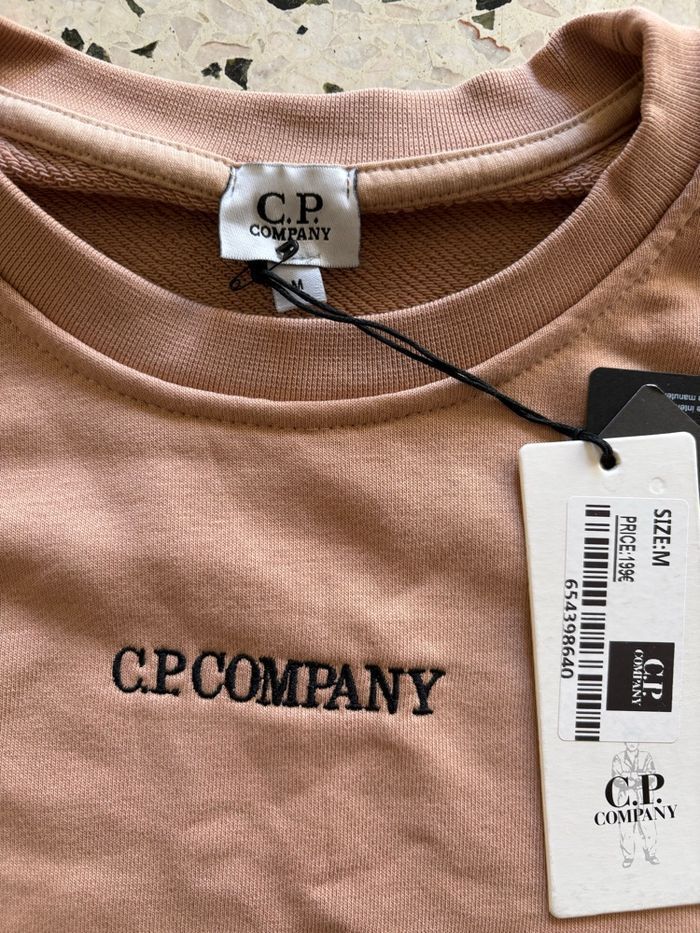 C.P.
COMPANY
M
C.P. COMPANY
SIZE:M
PRICE:199€
654398640
C.P.
COMPANY
C.P.
COMPANY